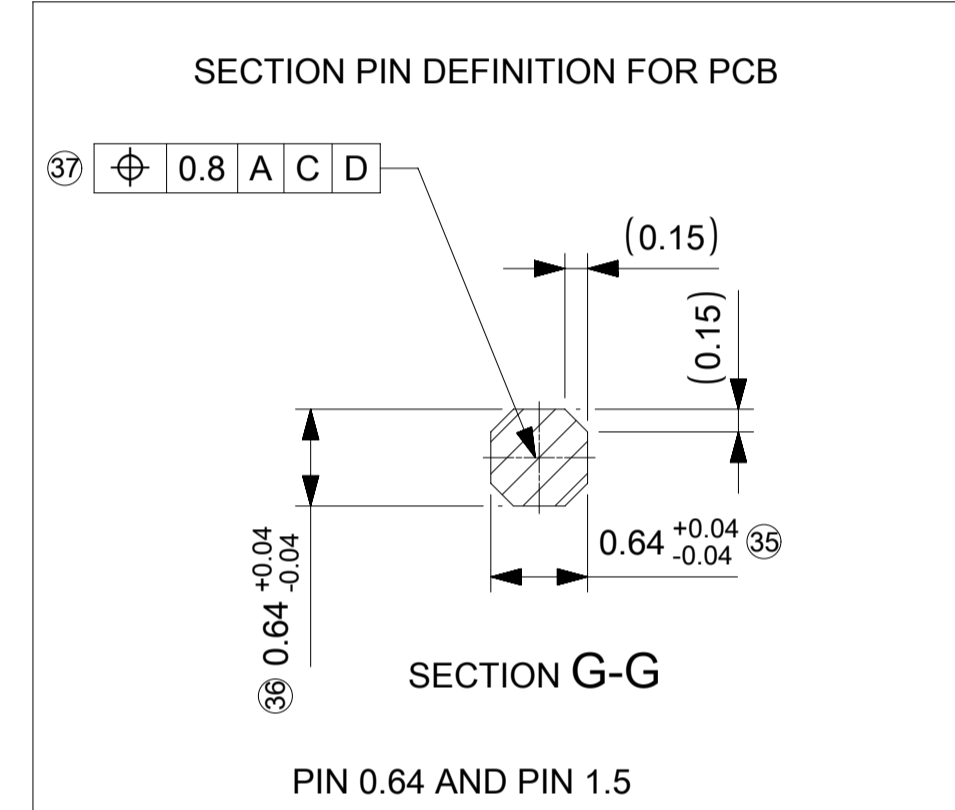 SECTION PIN DEFINITION FOR PCB
37 ⌖ 0.8 A C D
(0.15)
(0.15)
0.64 +0.04 -0.04 35
36 0.64 +0.04 -0.04
SECTION G-G
PIN 0.64 AND PIN 1.5